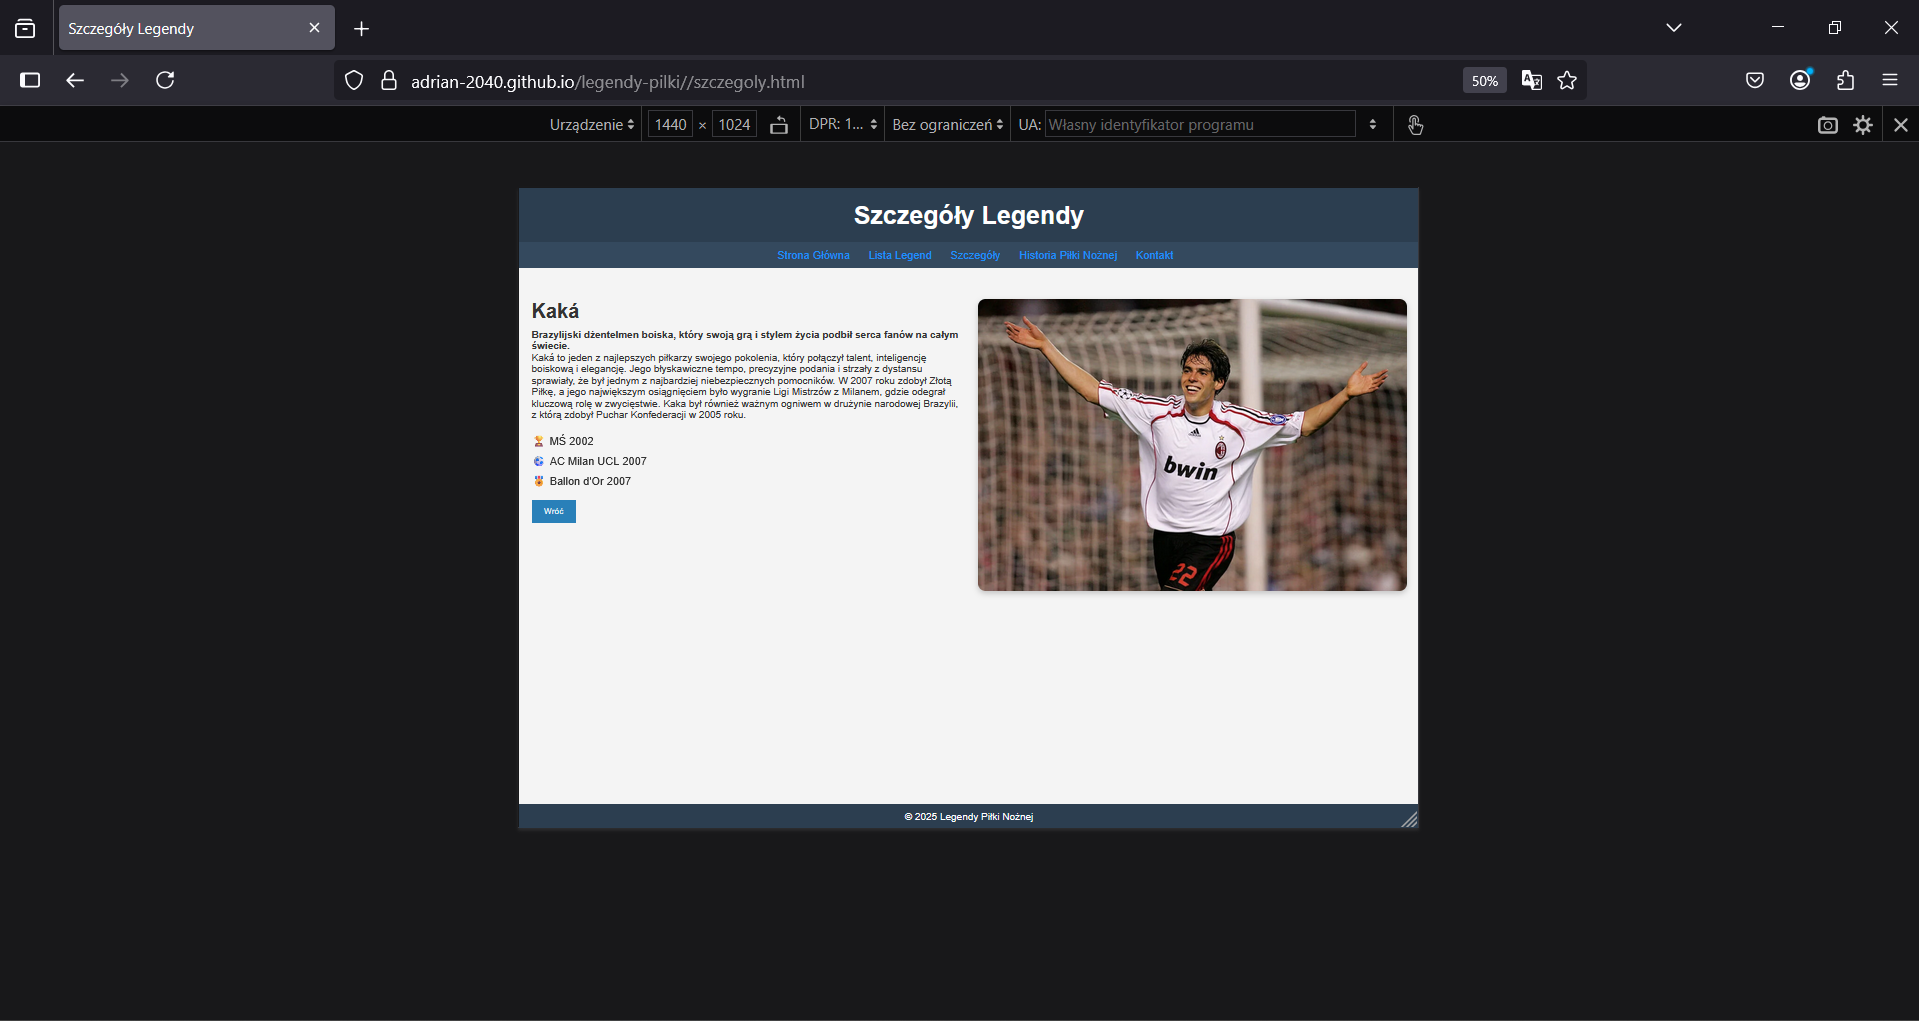 Szczegóły Legendy
adrian-2040.github.io/legendy-pilki//szczegoly.html
50%
Urządzenie
1440 × 1024
DPR: 1...
Bez ograniczeń
UA: Własny identyfikator programu
Szczegóły Legendy
Strona Główna Lista Legend Szczegóły Historia Piłki Nożnej Kontakt
Kaká
Brazylijski dżentelmen boiska, który swoją grą i stylem życia podbił serca fanów na całym
świecie.
Kaká to jeden z najlepszych piłkarzy swojego pokolenia, który połączył talent, inteligencję
boiskową i elegancję. Jego błyskawiczne tempo, precyzyjne podania i strzały z dystansu
sprawiały, że był jednym z najbardziej niebezpiecznych pomocników. W 2007 roku zdobył Złotą
Piłkę, a jego największym osiągnięciem było wygranie Ligi Mistrzów z Milanem, gdzie odegrał
kluczową rolę w zwycięstwie. Kaka był również ważnym ogniwem w drużynie narodowej Brazylii,
z którą zdobył Puchar Konfederacji w 2005 roku.
MŚ 2002
AC Milan UCL 2007
Ballon d'Or 2007
Wróć
bwin
22
© 2025 Legendy Piłki Nożnej